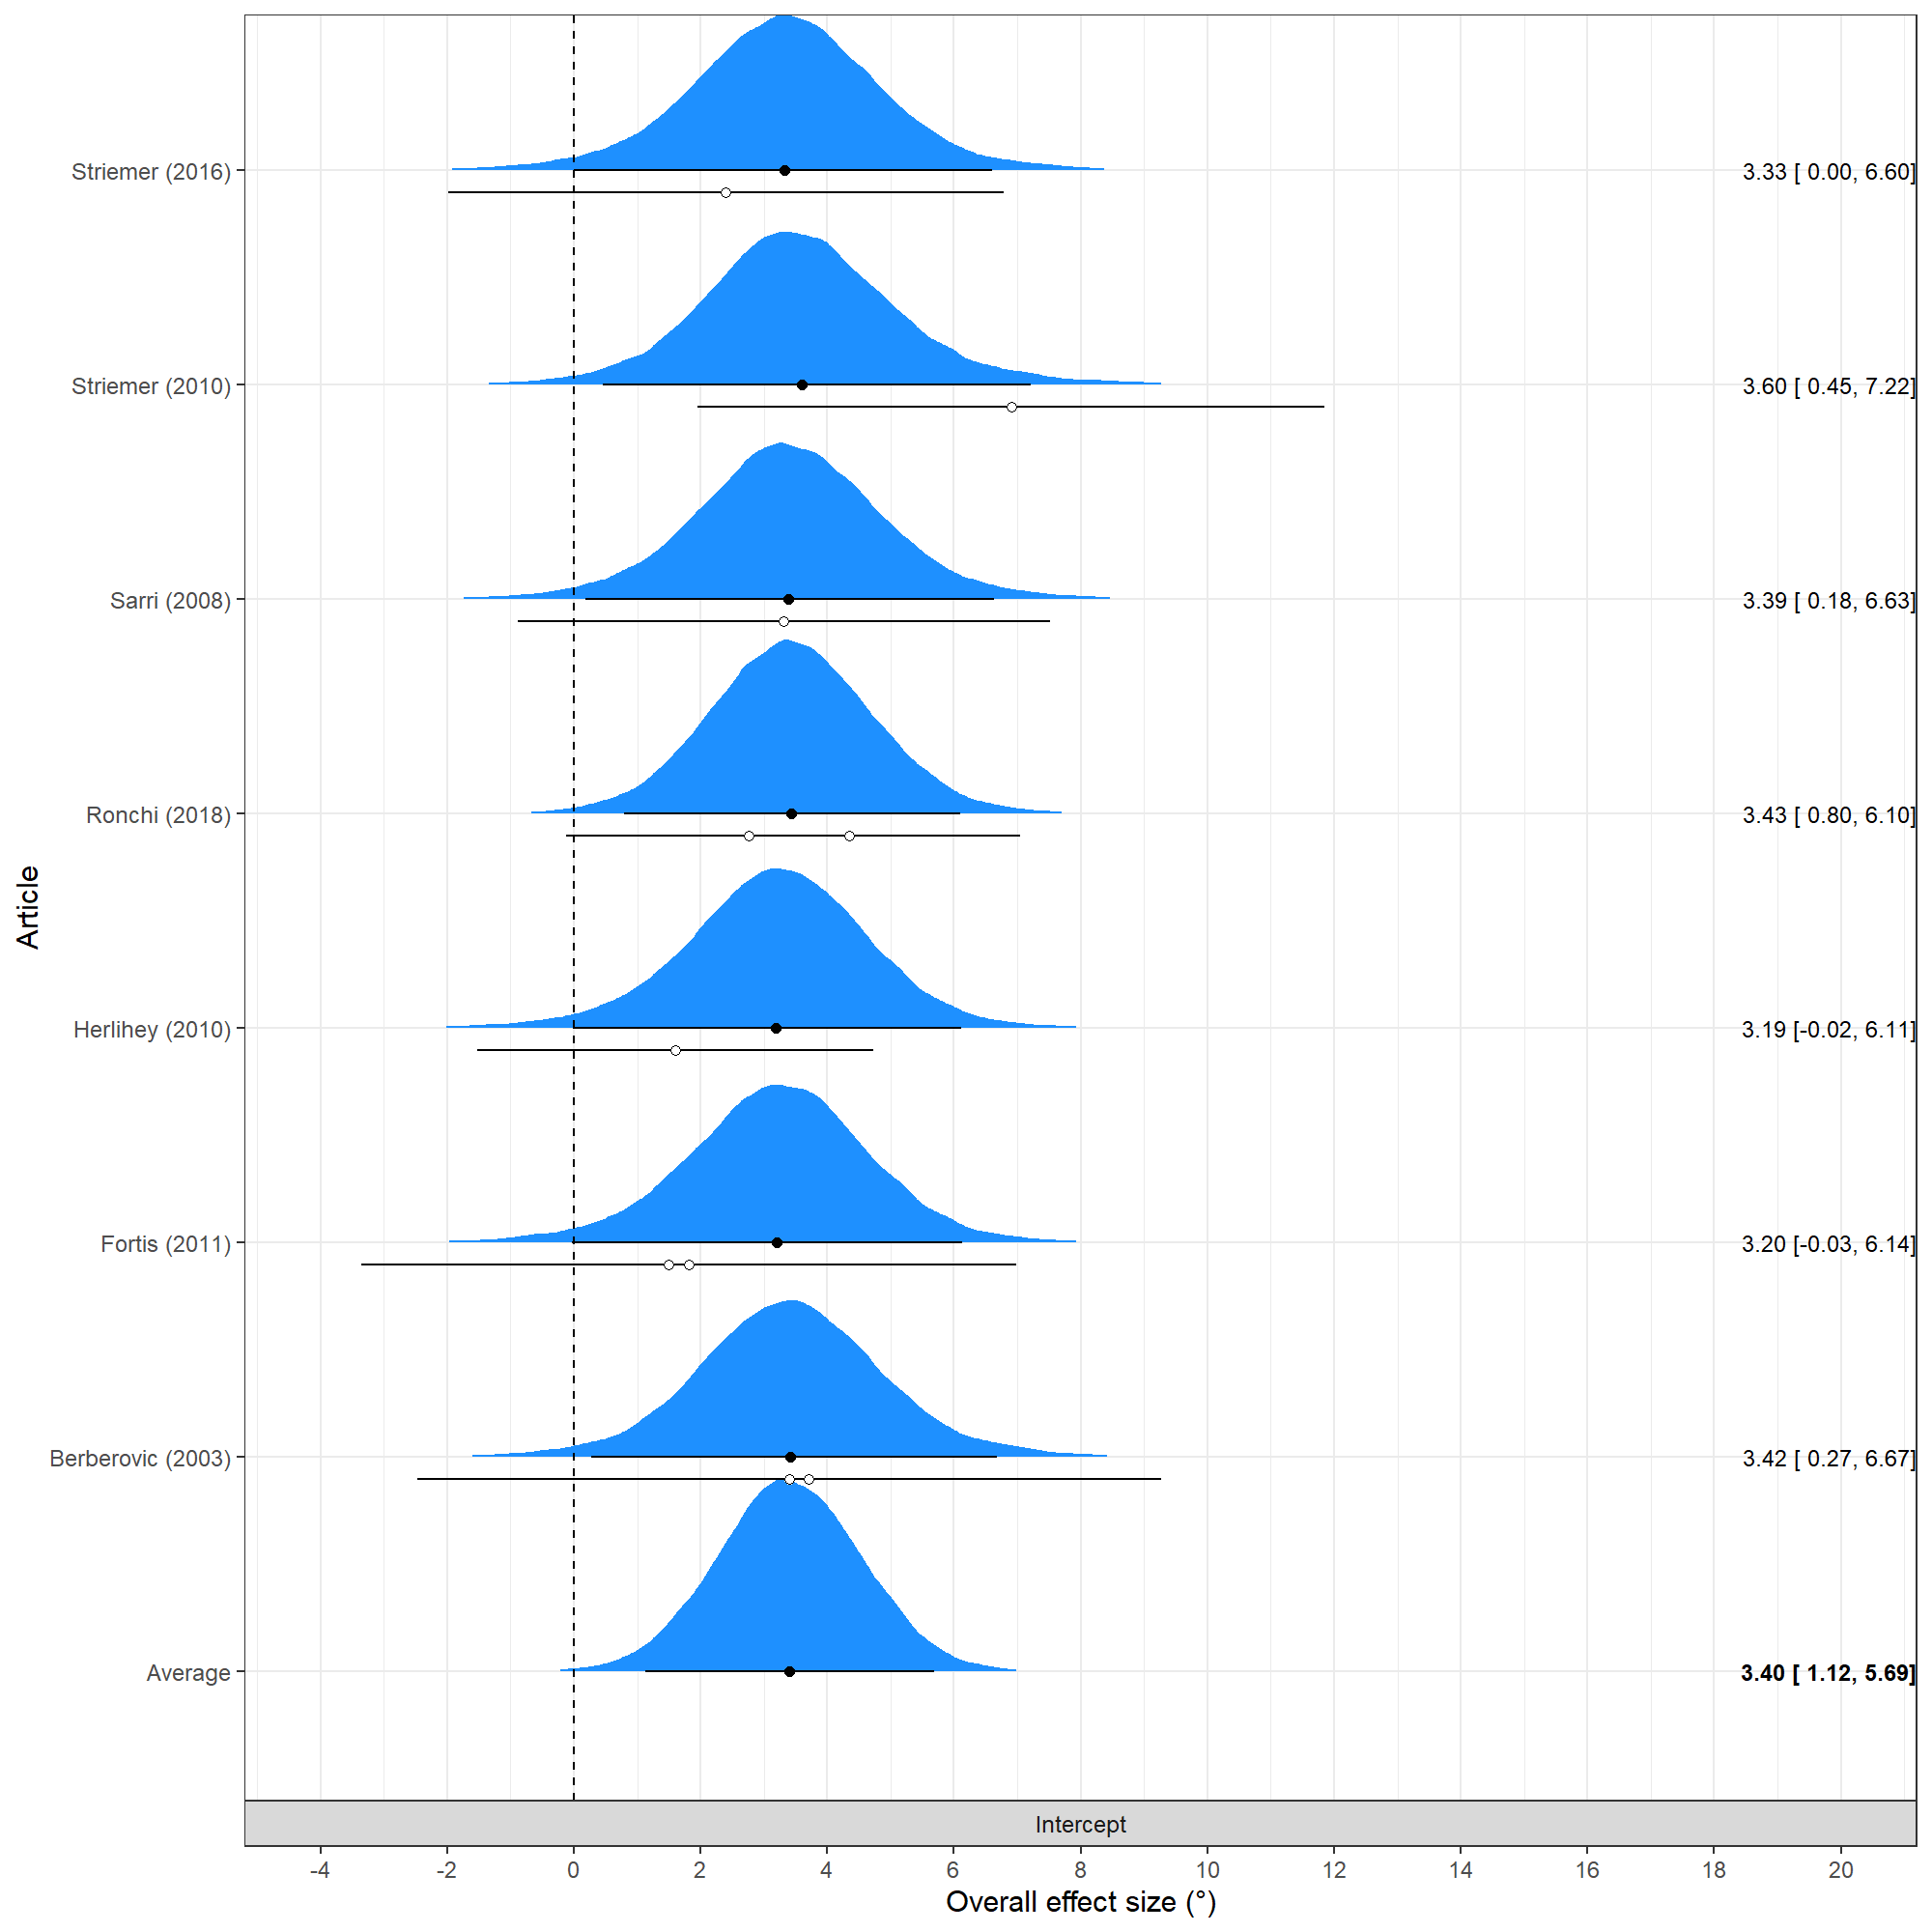 Striemer (2016)
3.33 [ 0.00, 6.60]
Striemer (2010)
3.60 [ 0.45, 7.22]
Sarri (2008)
3.39 [ 0.18, 6.63]
Ronchi (2018)
3.43 [ 0.80, 6.10]
Article
Herlihey (2010)
3.19 [-0.02, 6.11]
Fortis (2011)
3.20 [-0.03, 6.14]
Berberovic (2003)
3.42 [ 0.27, 6.67]
Average
3.40 [ 1.12, 5.69]
Intercept
-4 -2 0 2 4 6 8 10 12 14 16 18 20
Overall effect size (°)